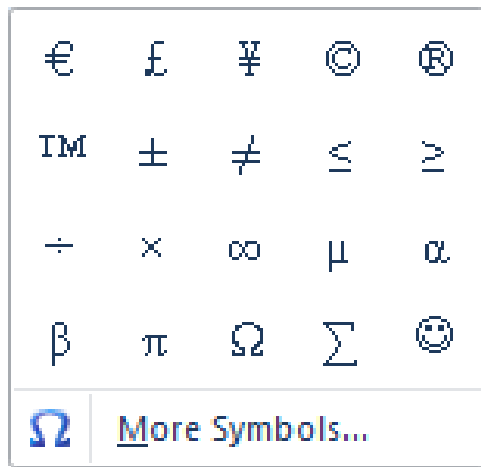 € £ ¥ © ®
™ ± ≠ ≤ ≥
÷ × ∞ µ α
β π Ω ∑ ☺
Ω More Symbols...